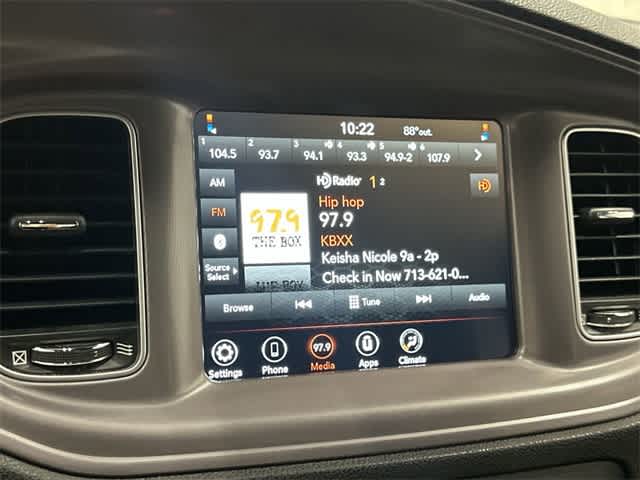 10:22 88° out.
1 2 3 4 5 6
104.5 93.7 94.1 93.3 94.9-2 107.9
AM
FM
Source
Select
HD Radio 1 2
HD
97.9
THE BOX
Hip hop
97.9
KBXX
Keisha Nicole 9a - 2p
Check in Now 713-621-0...
Browse Tune Audio
97.9
Settings Phone Media Apps Climate